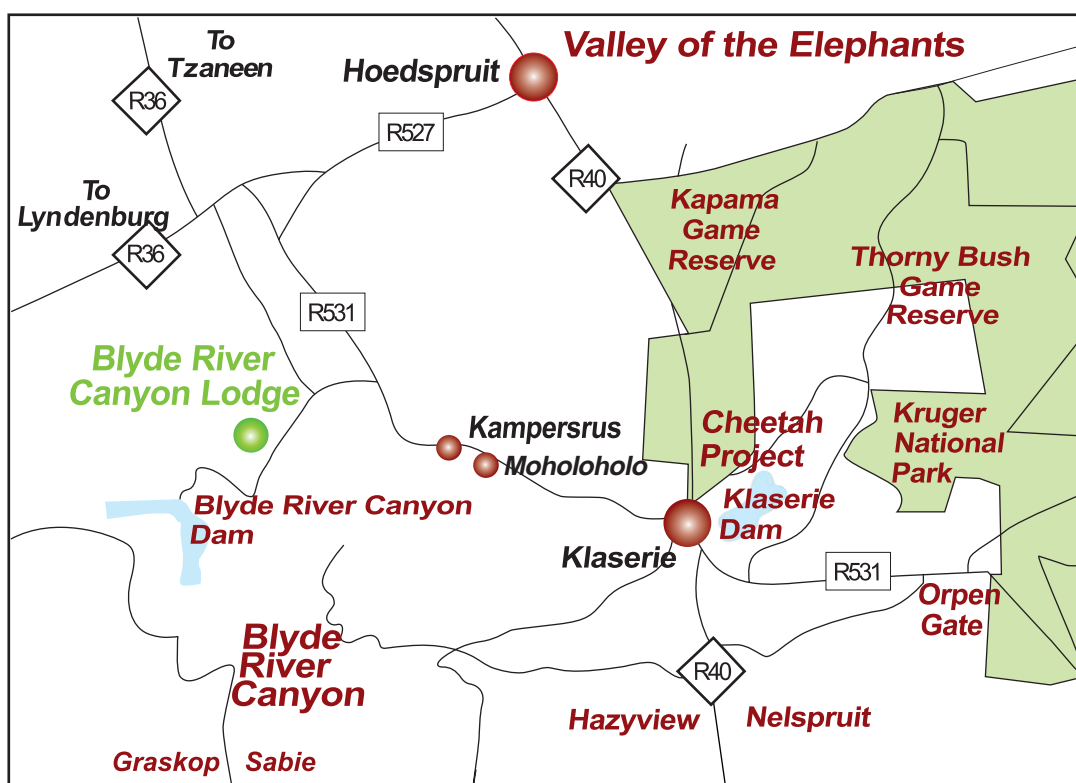 To
Tzaneen
Valley of the Elephants
Hoedspruit
R36
R527
R40
To
Lyndenburg
R36
Kapama
Game
Reserve
Thorny Bush
Game
Reserve
R531
Blyde River
Canyon Lodge
Kampersrus
Moholoholo
Cheetah
Project
Kruger
National
Park
Blyde River Canyon
Dam
Klaserie
Dam
Klaserie
R531
Orpen
Gate
Blyde
River
Canyon
R40
Hazyview
Nelspruit
Graskop
Sabie